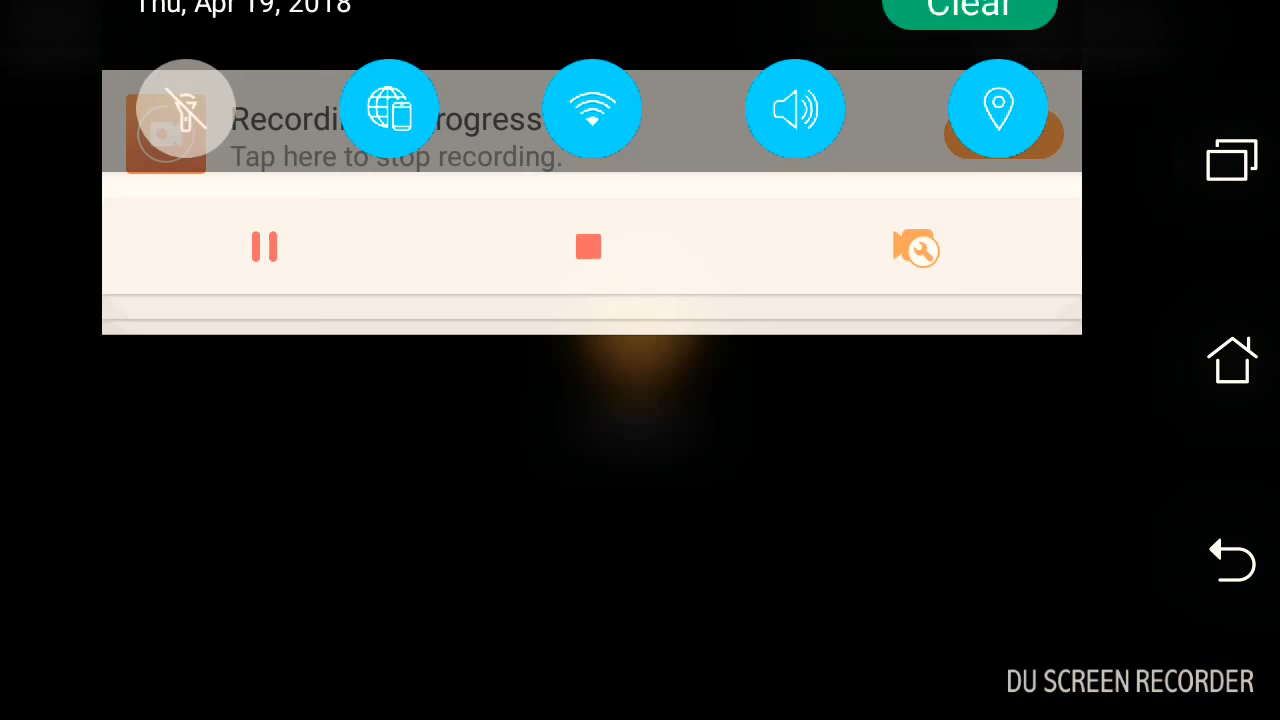 Thu, Apr 19, 2018
Clear
Recordi rogress
Tap here to stop recording.
DU SCREEN RECORDER